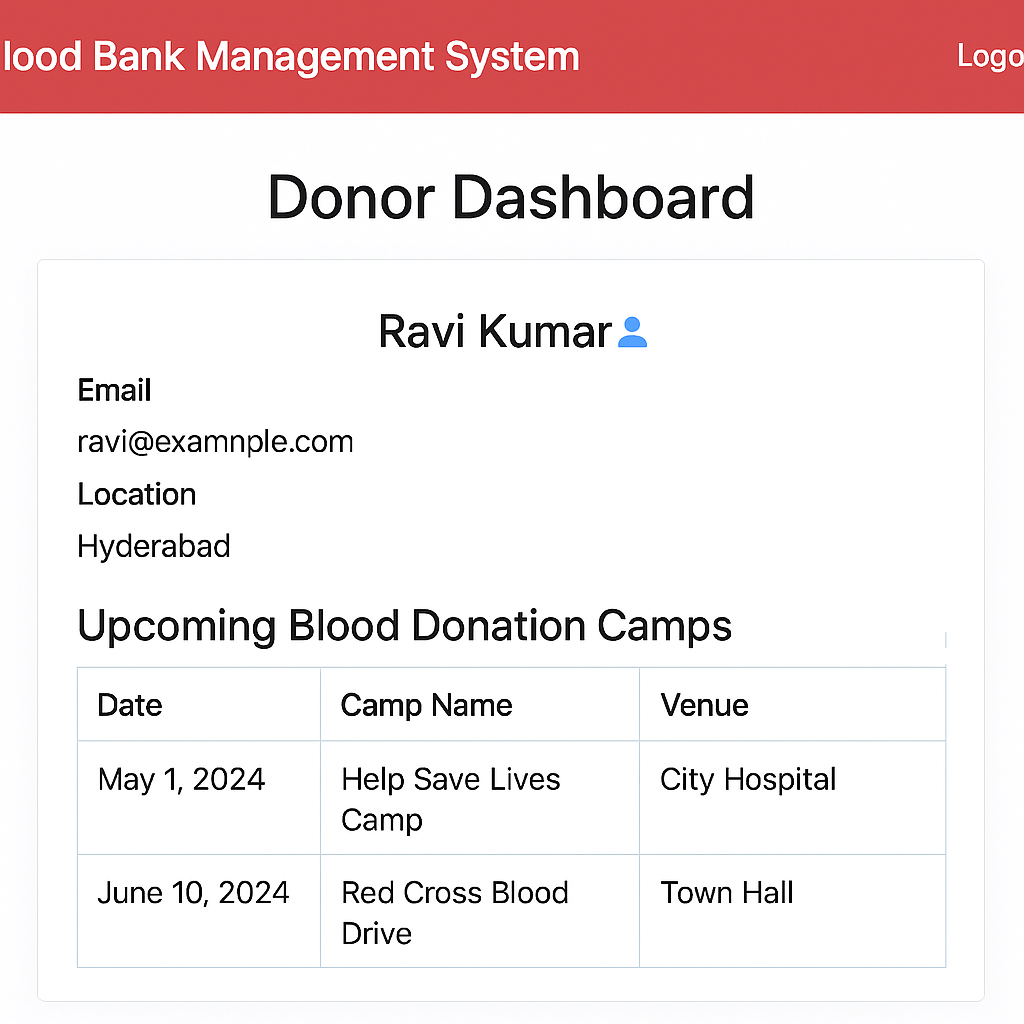 lood Bank Management System
Logo
Donor Dashboard
Ravi Kumar
Email
ravi@examnple.com
Location
Hyderabad
Upcoming Blood Donation Camps
Date Camp Name Venue
May 1, 2024 Help Save Lives City Hospital
Camp
June 10, 2024 Red Cross Blood Town Hall
Drive